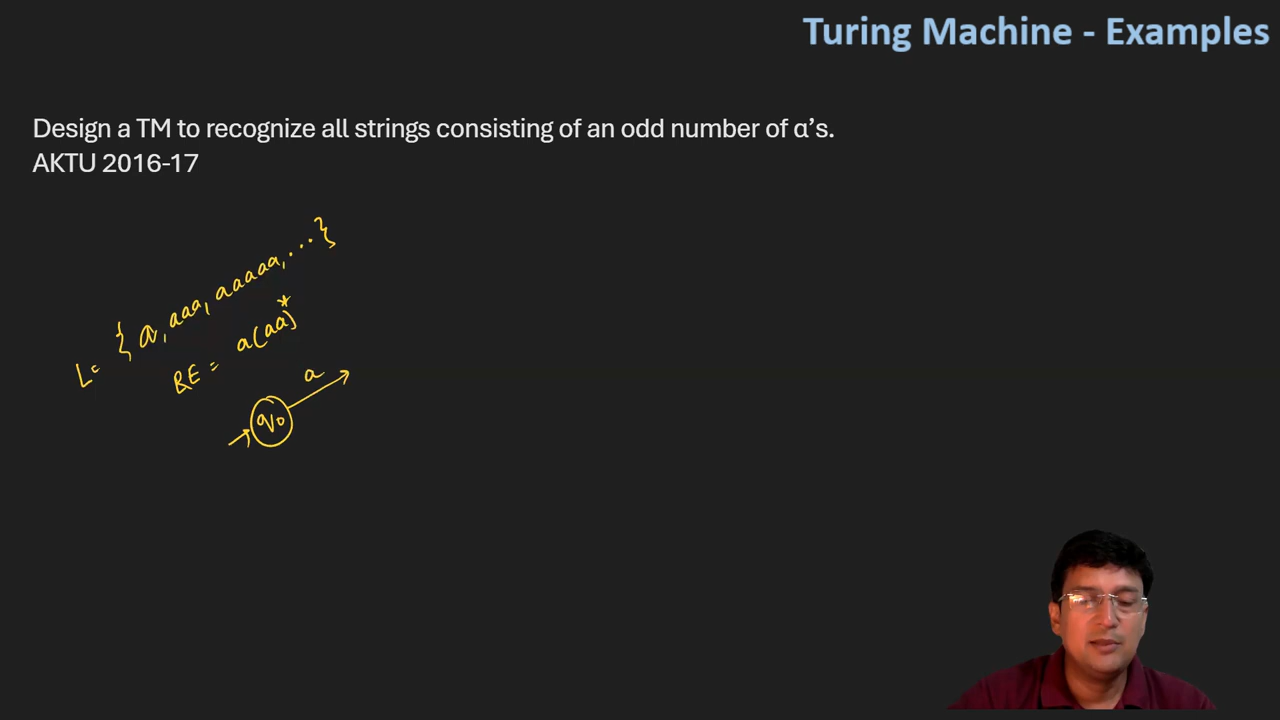 Turing Machine - Examples
Design a TM to recognize all strings consisting of an odd number of α's.
AKTU 2016-17
L= { a, aaa, aaaaa, ... }
RE = a(aa)*
a
q0